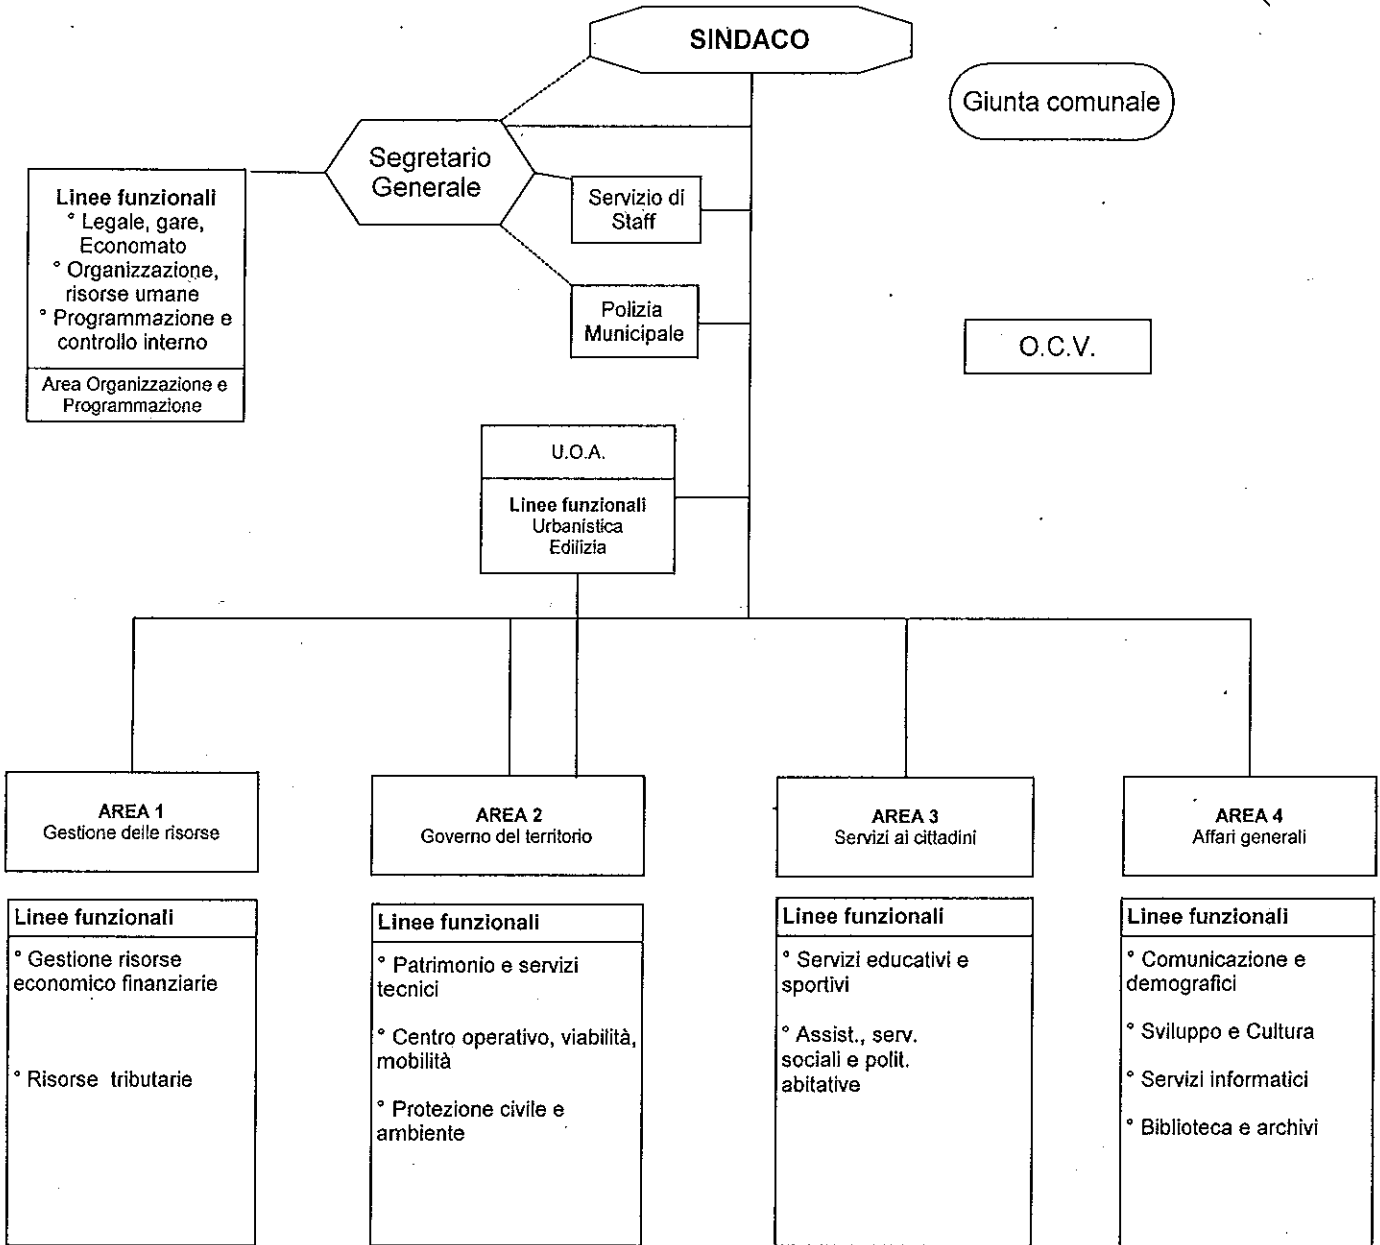 SINDACO
Giunta comunale
Segretario
Generale
Linee funzionali
° Legale, gare,
Economato
° Organizzazione,
risorse umane
° Programmazione e
controllo interno
Area Organizzazione e
Programmazione
Servizio di
Staff
Polizia
Municipale
O.C.V.
U.O.A.
Linee funzionali
Urbanistica
Edilizia
AREA 1
Gestione delle risorse
AREA 2
Governo del territorio
AREA 3
Servizi ai cittadini
AREA 4
Affari generali
Linee funzionali
° Gestione risorse
economico finanziarie
° Risorse tributarie
Linee funzionali
° Patrimonio e servizi
tecnici
° Centro operativo, viabilità,
mobilità
° Protezione civile e
ambiente
Linee funzionali
° Servizi educativi e
sportivi
° Assist., serv.
sociali e polit.
abitative
Linee funzionali
° Comunicazione e
demografici
° Sviluppo e Cultura
° Servizi informatici
° Biblioteca e archivi